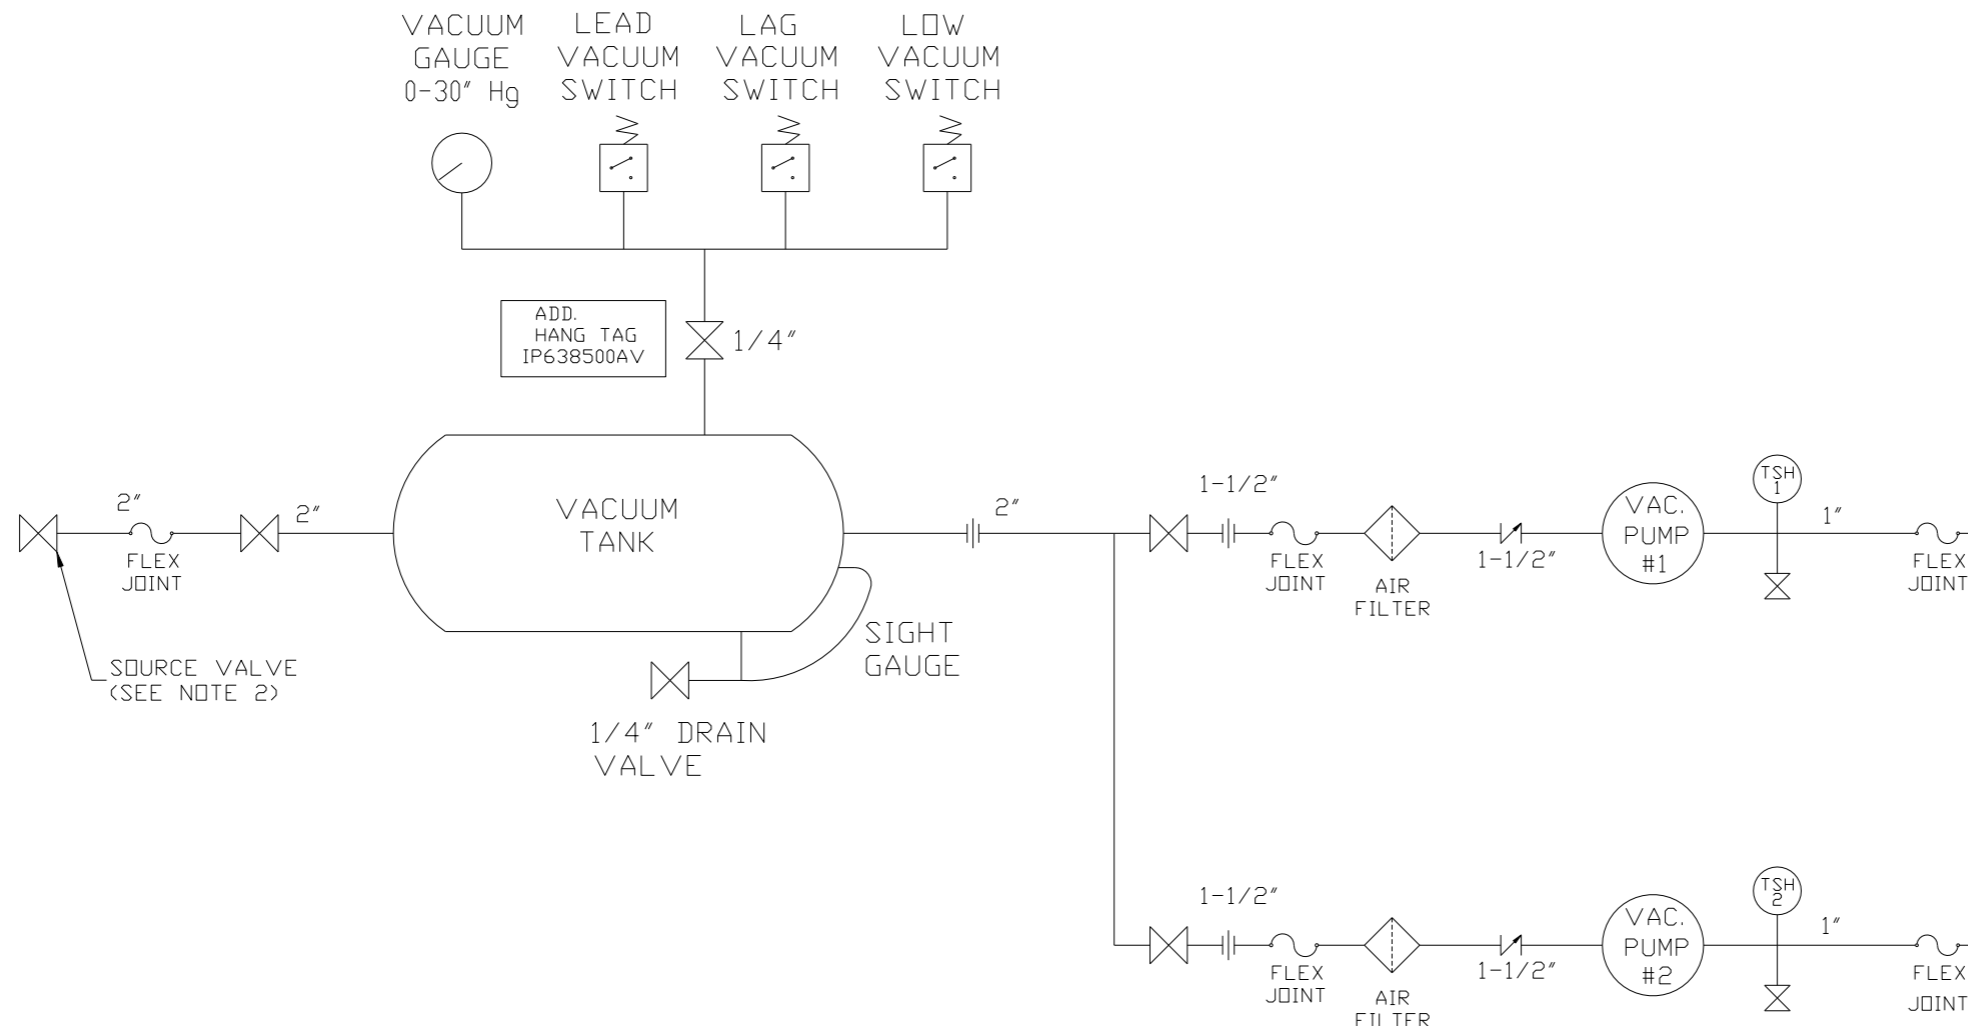 VACUUM
GAUGE
0-30" Hg
LEAD
VACUUM
SWITCH
LAG
VACUUM
SWITCH
LOW
VACUUM
SWITCH
ADD.
HANG TAG
IP638500AV
1/4"
2"
FLEX
JOINT
2"
VACUUM
TANK
2"
SOURCE VALVE
(SEE NOTE 2)
SIGHT
GAUGE
1/4" DRAIN
VALVE
1-1/2"
FLEX
JOINT
AIR
FILTER
1-1/2"
VAC.
PUMP
#1
TSH
1
1"
FLEX
JOINT
1-1/2"
FLEX
JOINT
AIR
FILTER
1-1/2"
VAC.
PUMP
#2
TSH
2
1"
FLEX
JOINT